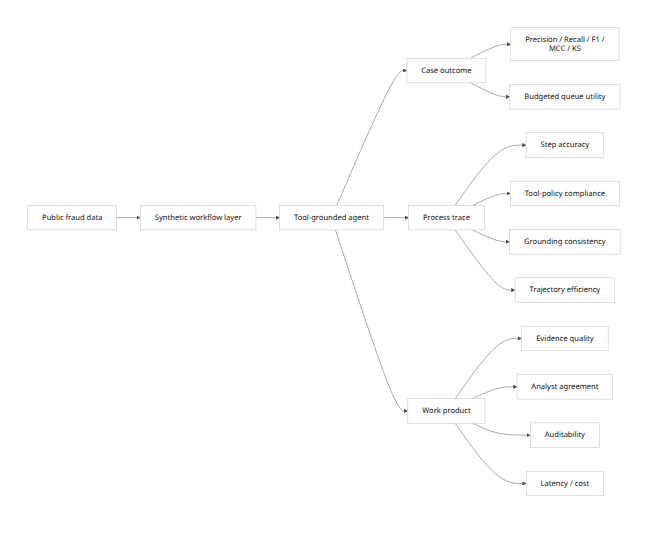 Public fraud data
Synthetic workflow layer
Tool-grounded agent
Case outcome
Precision / Recall / F1 /
MCC / KS
Budgeted queue utility
Process trace
Step accuracy
Tool-policy compliance
Grounding consistency
Trajectory efficiency
Work product
Evidence quality
Analyst agreement
Auditability
Latency / cost